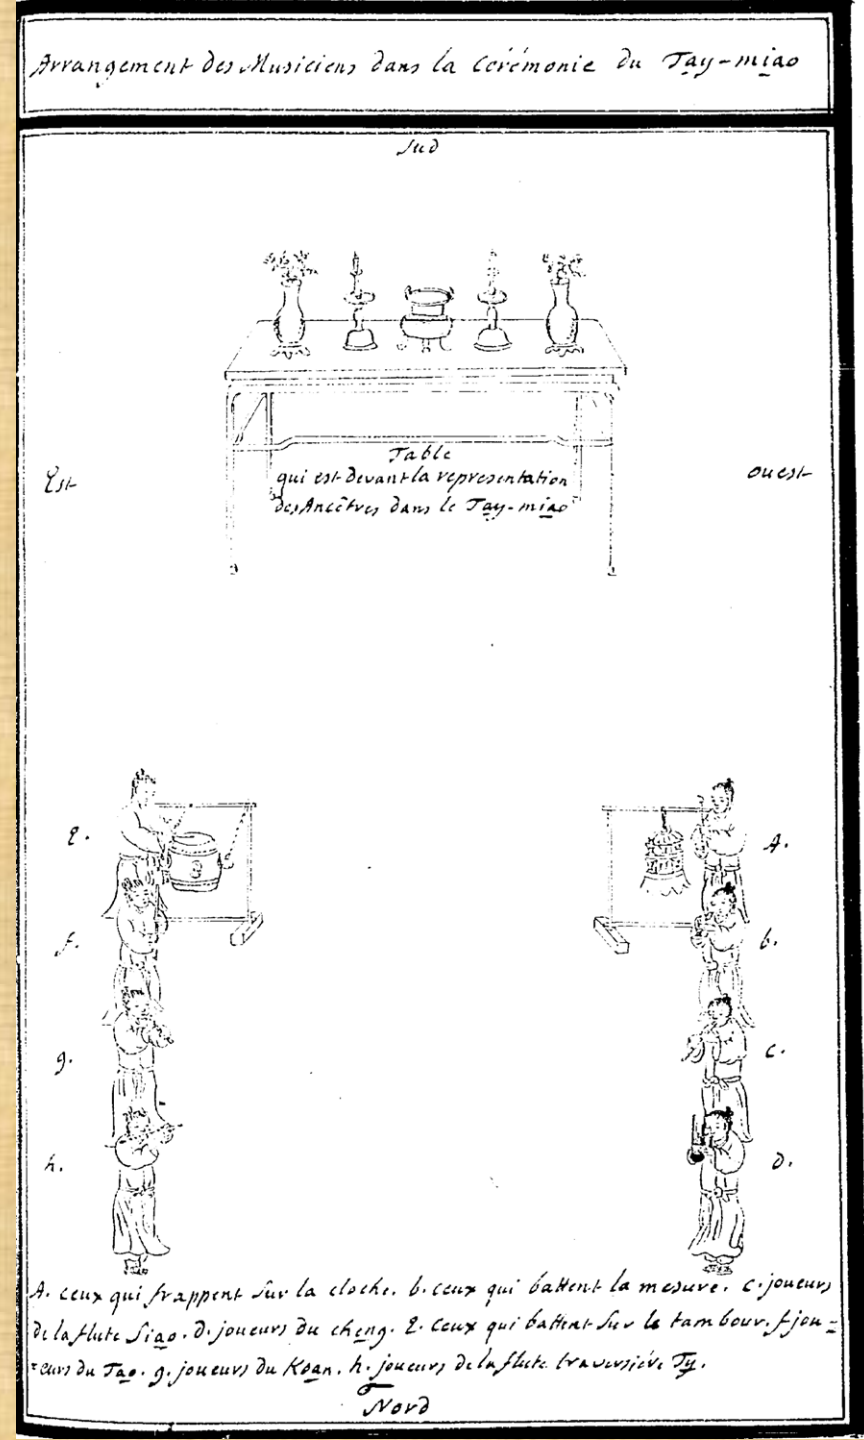 Arrangement des Musiciens dans la Cérémonie du Tay-miao
Sud
Est
ouest
Table
qui est devant la representation
des Ancêtres dans le Tay-miao
E.
A.
f.
b.
g.
c.
h.
D.
A. ceux qui frappent sur la cloche. b. ceux qui battent la mesure. c. joueurs
de la flute Siao. D. joueurs du cheng. E. ceux qui battent sur le tambour. f. jou=
=eurs du Tao. g. joueurs du Koan. h. joueurs de la flute traversiére Ty.
Nord